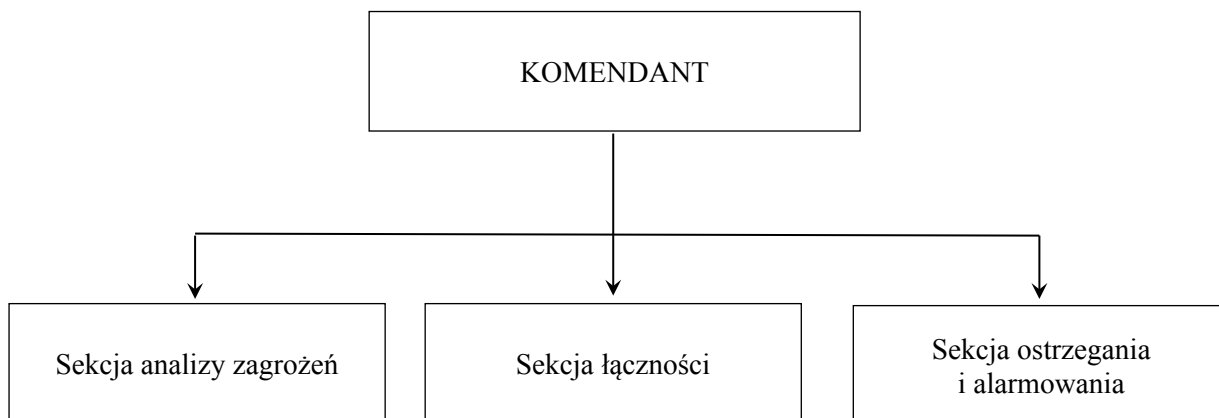 KOMENDANT
Sekcja analizy zagrożeń
Sekcja łączności
Sekcja ostrzegania
i alarmowania